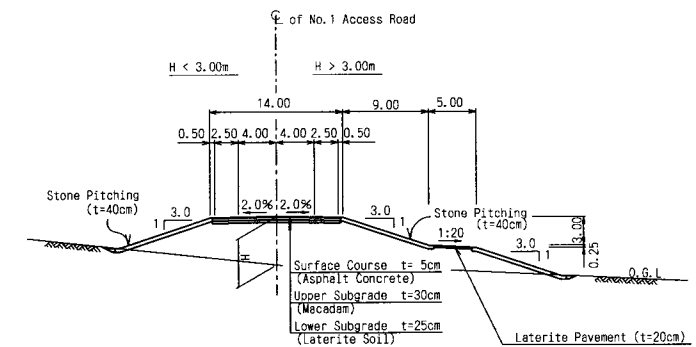 ℄ of No.1 Access Road
H < 3.00m H > 3.00m
14.00 9.00 5.00
0.50 2.50 4.00 4.00 2.50 0.50
Stone Pitching
(t=40cm)
3.0
1
2.0% 2.0%
3.0
1
Stone Pitching
(t=40cm)
1:20
3.00
0.25
3.0
1
H
O.G.L
Surface Course t= 5cm
(Asphalt Concrete)
Upper Subgrade t=30cm
(Macadam)
Lower Subgrade t=25cm
(Laterite Soil)
Laterite Pavement (t=20cm)